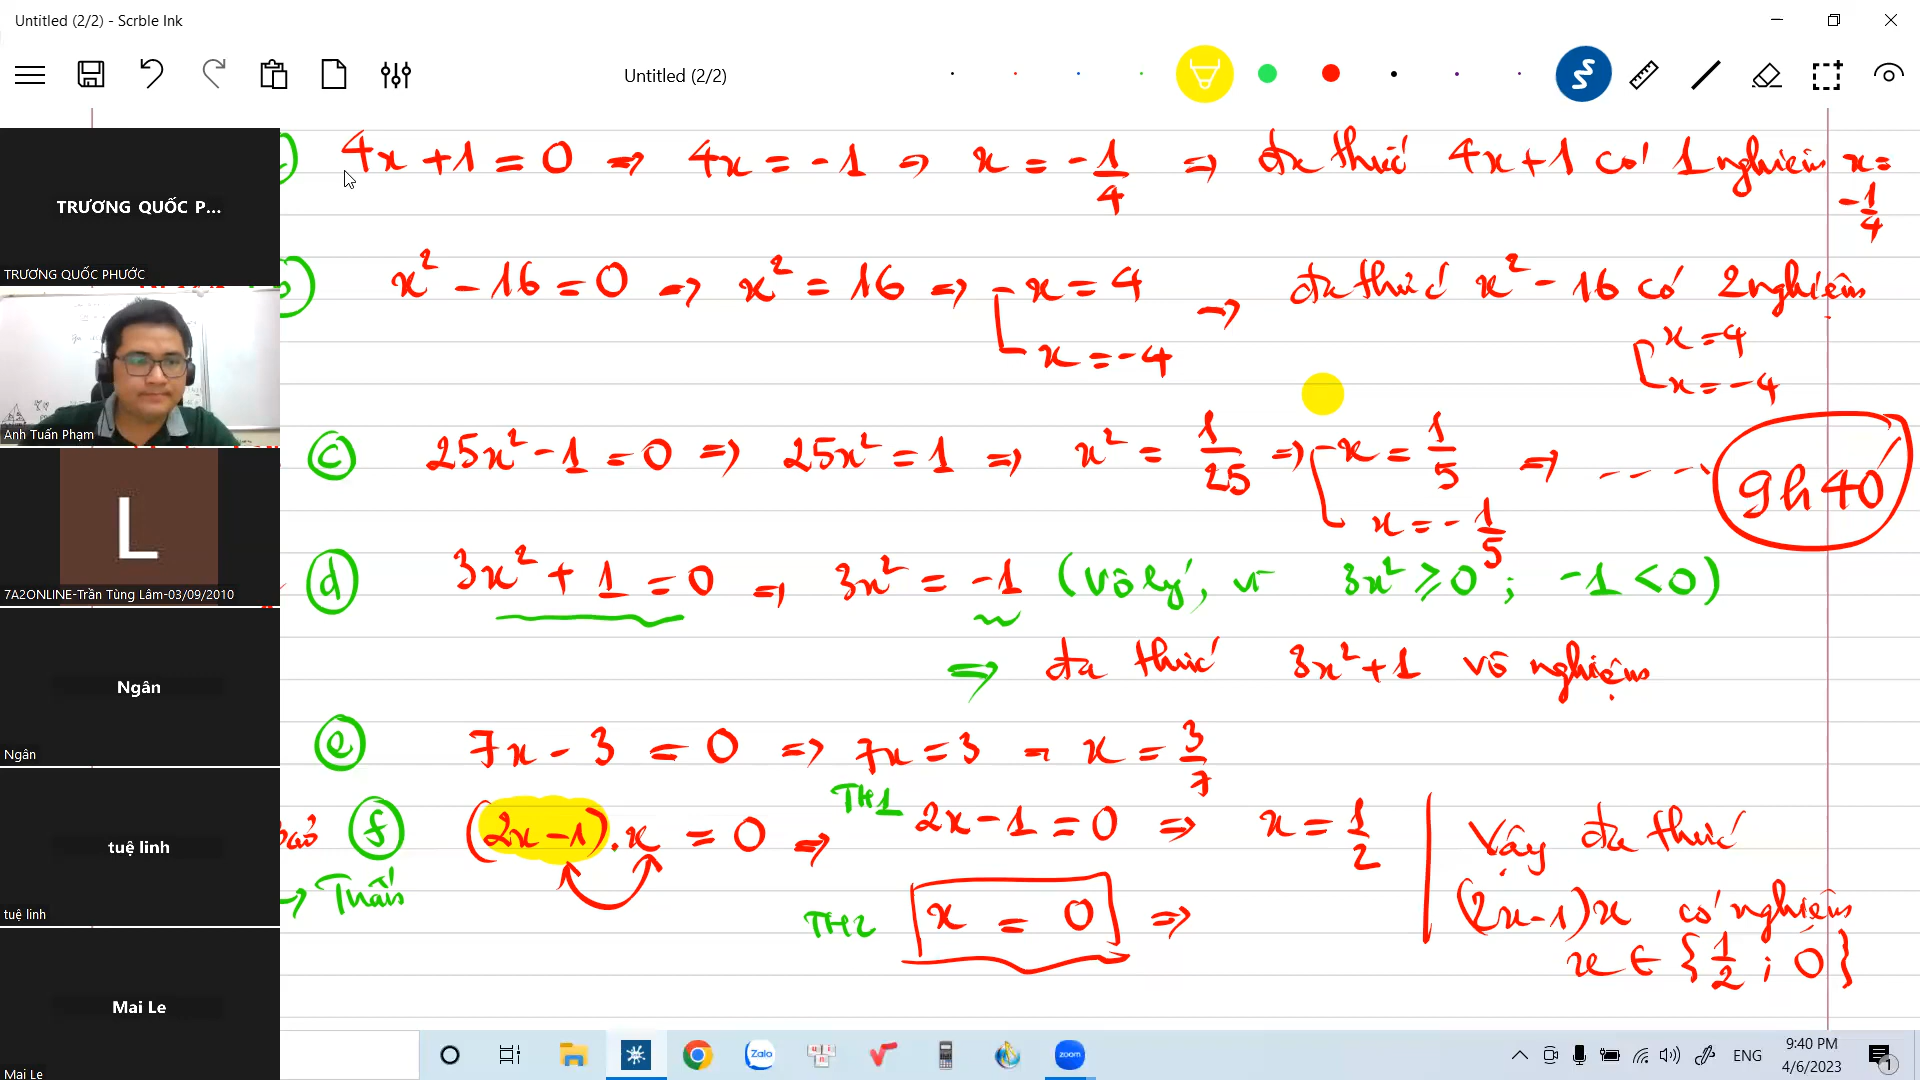 Untitled (2/2) - Scrble Ink
Untitled (2/2)
4x + 1 = 0 ⇒ 4x = -1 ⇒ x = -1/4 ⇒ đa thức 4x+1 có 1 nghiệm x = -1/4
b) x² - 16 = 0 ⇒ x² = 16 ⇒ x = 4
x = -4
⇒ đa thức x² - 16 có 2 nghiệm
x = 4
x = -4
c) 25x² - 1 = 0 ⇒ 25x² = 1 ⇒ x² = 1/25 ⇒ x = 1/5 ⇒ ----
x = -1/5
gh 40'
d) 3x² + 1 = 0 ⇒ 3x² = -1 (Vô lý, vì 3x² ≥ 0 ; -1 < 0)
⇒ đa thức 3x² + 1 vô nghiệm
e) 7x - 3 = 0 ⇒ 7x = 3 ⇒ x = 3/7
f) (2x - 1).x = 0 ⇒ TH1 2x - 1 = 0 ⇒ x = 1/2
TH2 x = 0 ⇒
→ Tuấn
Vậy đa thức
(2x-1)x có nghiệm
x ∈ {1/2 ; 0}
TRƯƠNG QUỐC P...
TRƯƠNG QUỐC PHƯỚC
Anh Tuấn Phạm
L
7A2ONLINE-Trần Tùng Lâm-03/09/2010
Ngân
Ngân
tuệ linh
tuệ linh
Mai Le
Mai Le
Zalo
zoom
ENG
9:40 PM
4/6/2023
1